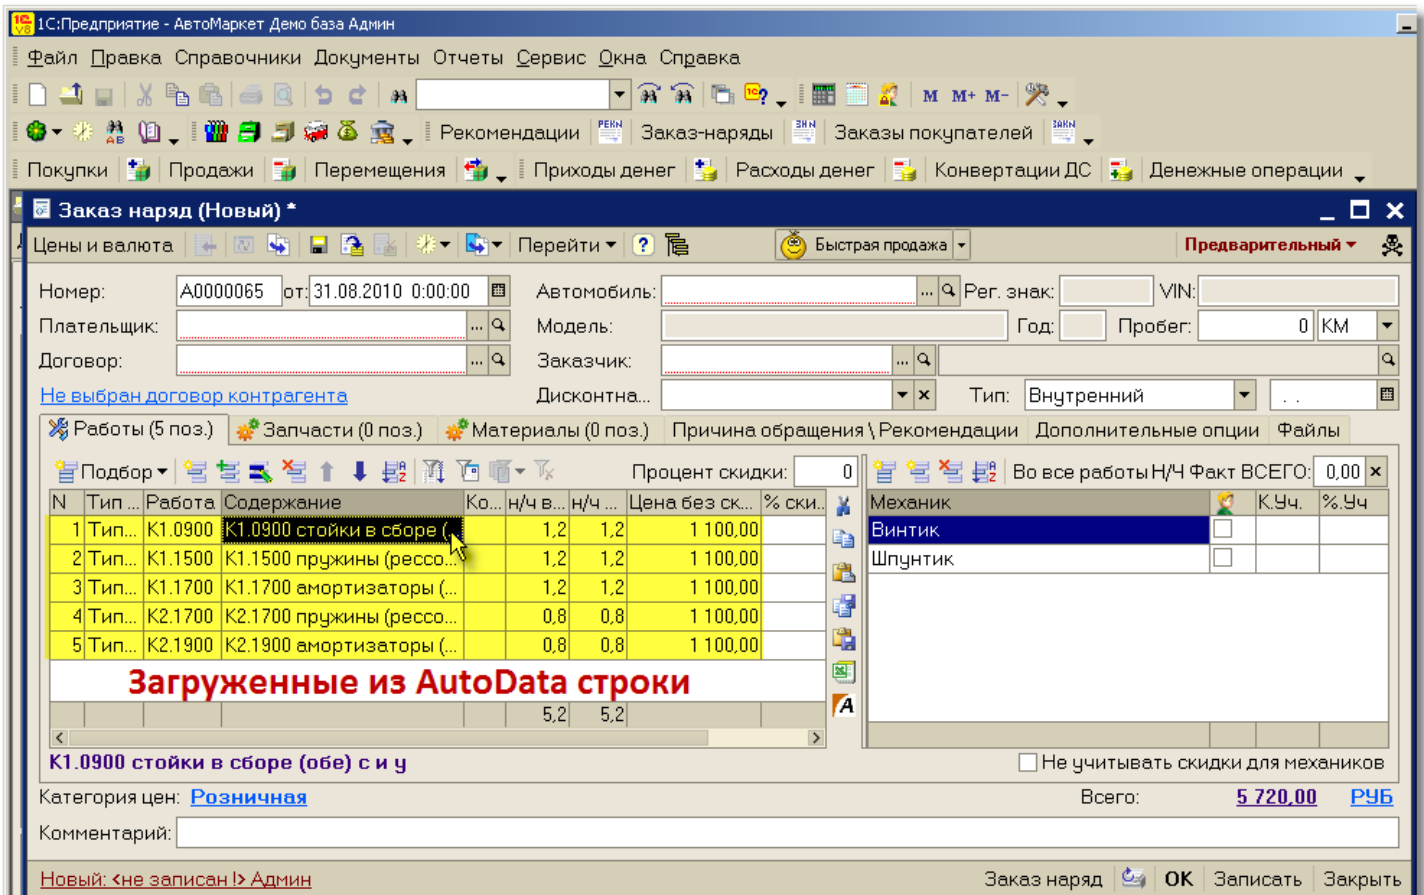 1С:Предприятие - АвтоМаркет Демо база Админ
Файл Правка Справочники Документы Отчеты Сервис Окна Справка
M M+ M-
Рекомендации Заказ-наряды Заказы покупателей
Покупки Продажи Перемещения Приходы денег Расходы денег Конвертации ДС Денежные операции
Заказ наряд (Новый) *
Цены и валюта Перейти ? Быстрая продажа Предварительный
Номер: А0000065 от: 31.08.2010 0:00:00 Автомобиль: ... Рег. знак: VIN:
Плательщик: ... Модель: Год: Пробег: 0 КМ
Договор: ... Заказчик: ...
Не выбран договор контрагента Дисконтна... Тип: Внутренний . .
Работы (5 поз.) Запчасти (0 поз.) Материалы (0 поз.) Причина обращения \ Рекомендации Дополнительные опции Файлы
Подбор Процент скидки: 0 Во все работы Н/Ч Факт ВСЕГО: 0,00
N Тип ... Работа Содержание Ко... н/ч в... н/ч ... Цена без ск... % ски.. Механик К.Уч. %.Уч
1 Тип... К1.0900 К1.0900 стойки в сборе (.. 1,2 1,2 1 100,00 Винтик
2 Тип... К1.1500 К1.1500 пружины (рессо... 1,2 1,2 1 100,00 Шпунтик
3 Тип... К1.1700 К1.1700 амортизаторы (... 1,2 1,2 1 100,00
4 Тип... К2.1700 К2.1700 пружины (рессо... 0,8 0,8 1 100,00
5 Тип... К2.1900 К2.1900 амортизаторы (... 0,8 0,8 1 100,00
Загруженные из AutoData строки
5,2 5,2
К1.0900 стойки в сборе (обе) с и у Не учитывать скидки для механиков
Категория цен: Розничная Всего: 5 720,00 РУБ
Комментарий:
Новый: <не записан !> Админ Заказ наряд OK Записать Закрыть